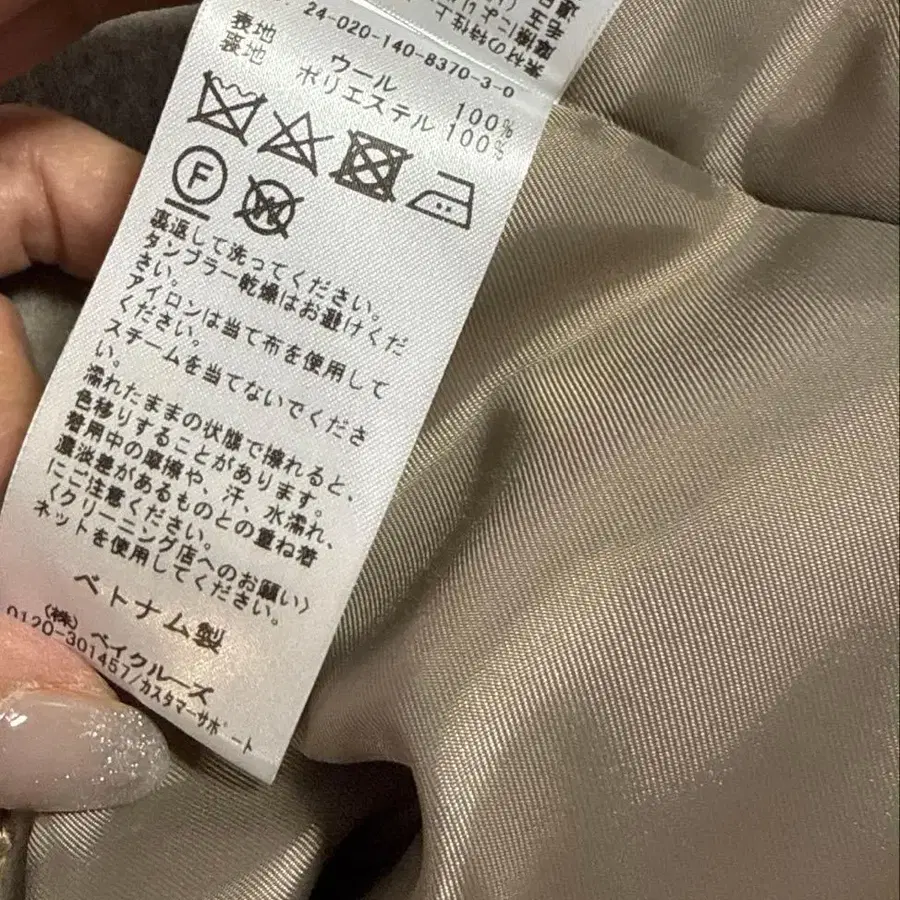 24-020-140-8370-3-0
表地 ウール 100%
裏地 ポリエステル 100%
F
W
裏返して洗ってください。
タンブラー乾燥はお避けくだ
さい。
アイロンは当て布を使用して
ください。
スチームを当てないでくださ
い。
濡れたままの状態で擦れると、
色移りすることがあります。
着用中の摩擦や、汗、水濡れ、
濃淡差があるものとの重ね着
にご注意ください。
〈クリーニング店へのお願い〉
ネットを使用してください。
ベトナム製
(株) ベイクルーズ
0120-301457/カスタマーサポート